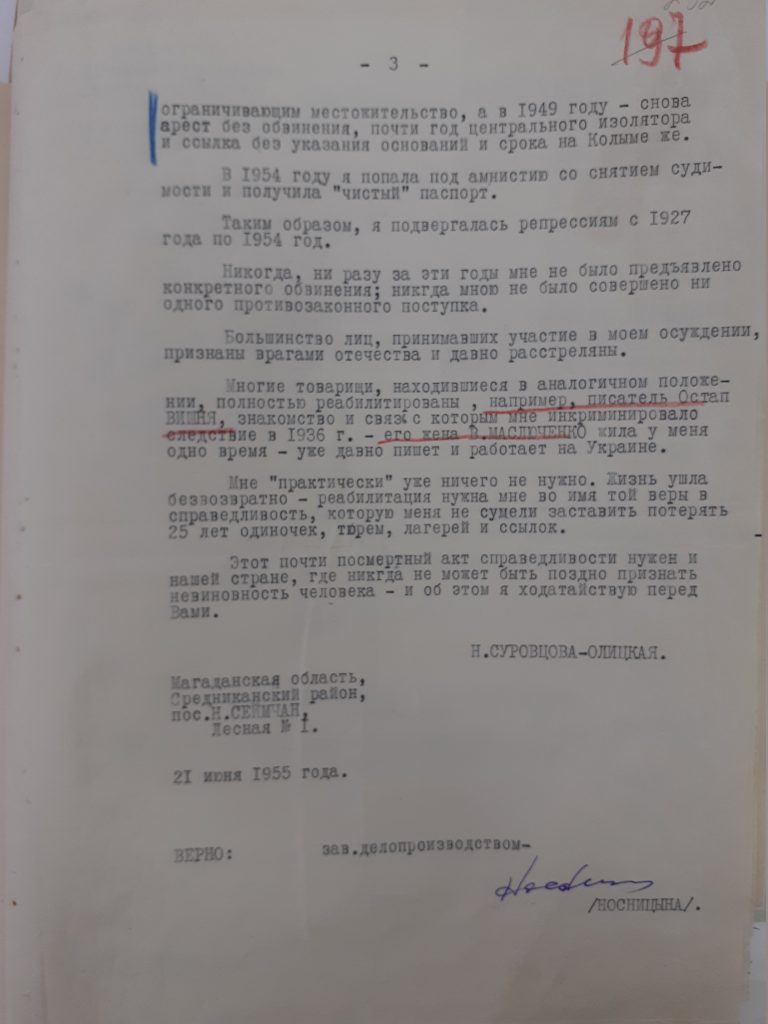 197
- 3 -
ограничивающим местожительство, а в 1949 году - снова
арест без обвинения, почти год центрального изолятора
и ссылка без указания оснований и срока на Колыме же.
В 1954 году я попала под амнистию со снятием суди-
мости и получила "чистый" паспорт.
Таким образом, я подвергалась репрессиям с 1927
года по 1954 год.
Никогда, ни разу за эти годы мне не было предъявлено
конкретного обвинения; никгда мною не было совершено ни
одного противозаконного поступка.
Большинство лиц, принимавших участие в моем осуждении,
признаны врагами отечества и давно расстреляны.
Многие товарищи, находившиеся в аналогичном положе-
нии, полностью реабилитированы , например, писатель Остап
ВИШНЯ, знакомство и связь с которым мне инкриминировало
следствие в 1936 г. - его жена В.МАСЛЮЧЕНКО жила у меня
одно время - уже давно пишет и работает на Украине.
Мне "практически" уже ничего не нужно. Жизнь ушла
безвозвратно - реабилитация нужна мне во имя той веры в
справедливость, которую меня не сумели заставить потерять
25 лет одиночек, тюрем, лагерей и ссылок.
Этот почти посмертный акт справедливости нужен и
нашей стране, где никгда не может быть поздно признать
невиновность человека - и об этом я ходатайствую перед
Вами.
Н.СУРОВЦОВА-ОЛИЦКАЯ.
Магаданская область,
Средниканский район,
пос.Н.СЕЙМЧАН,
Лесная № 1.
21 июня 1955 года.
ВЕРНО: зав.делопроизводством-
/НОСНИЦЫНА/.